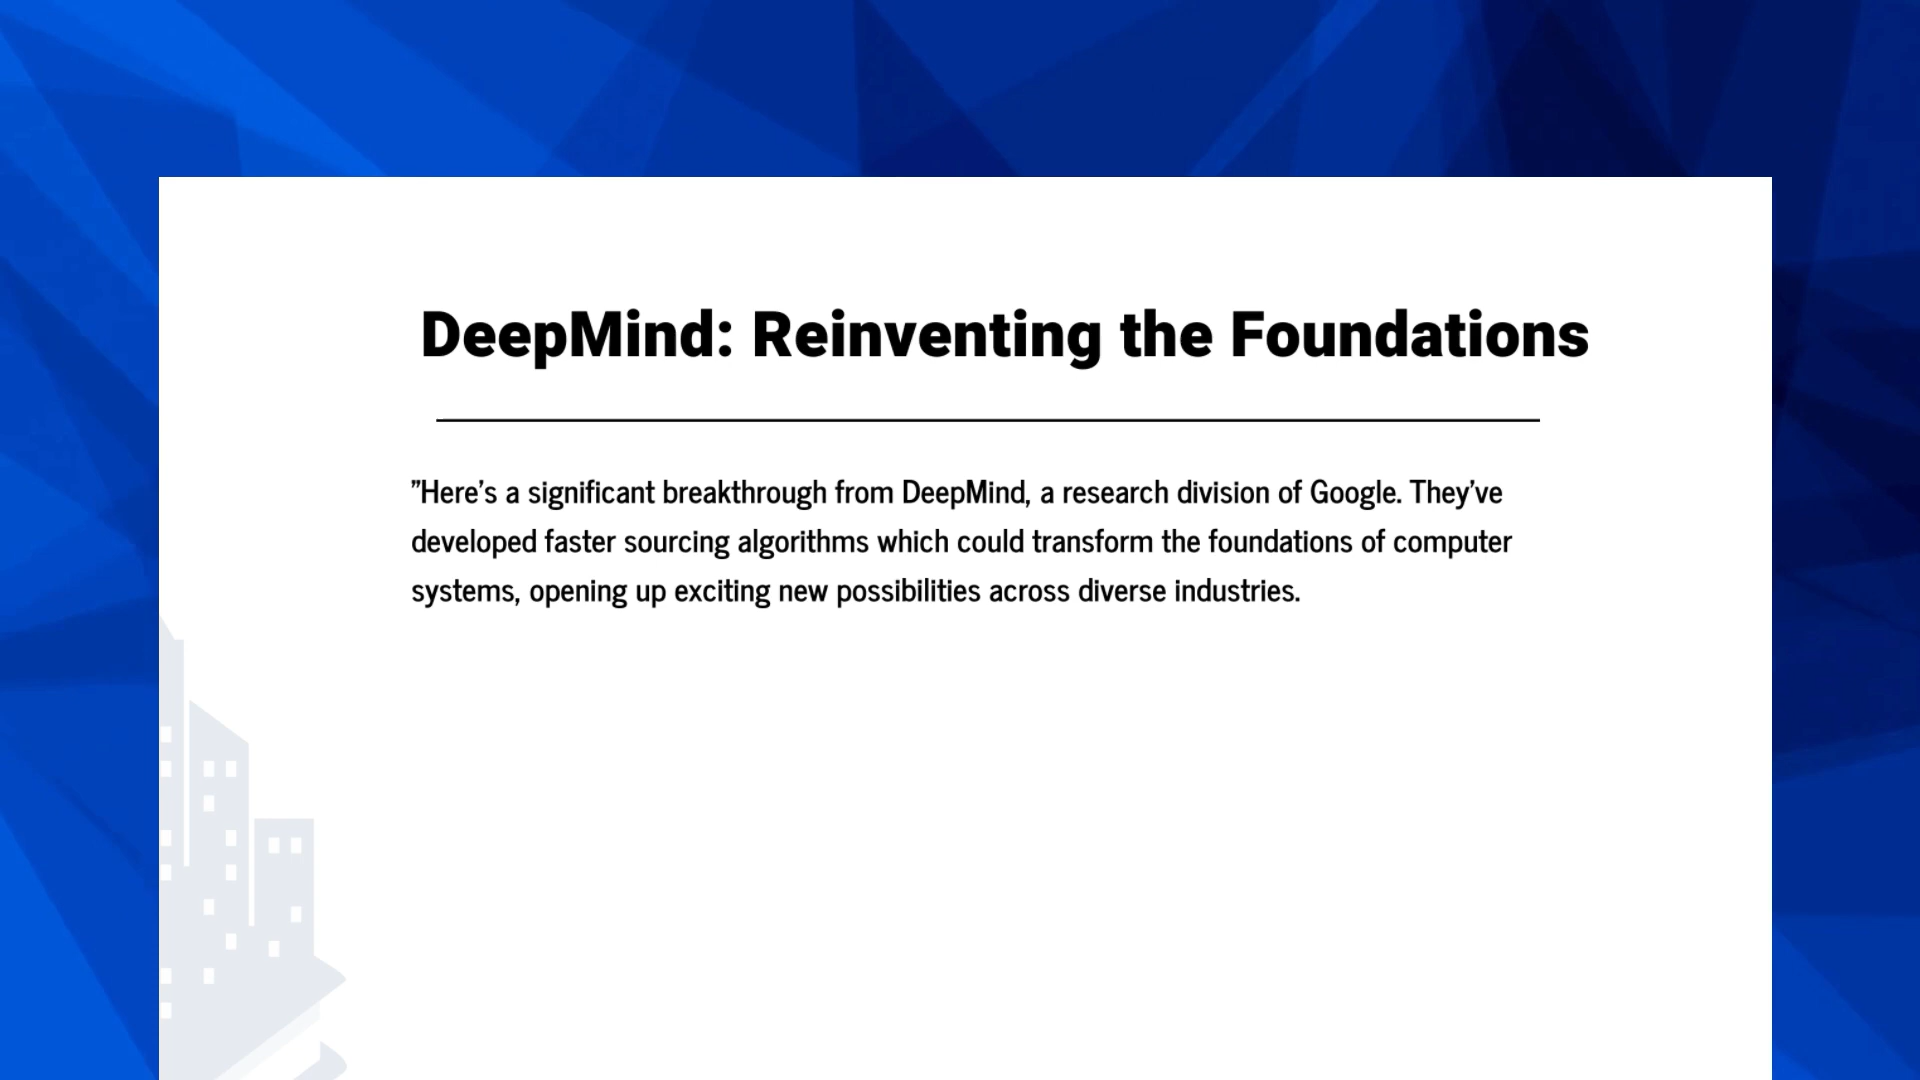 DeepMind: Reinventing the Foundations
"Here's a significant breakthrough from DeepMind, a research division of Google. They've
developed faster sourcing algorithms which could transform the foundations of computer
systems, opening up exciting new possibilities across diverse industries.